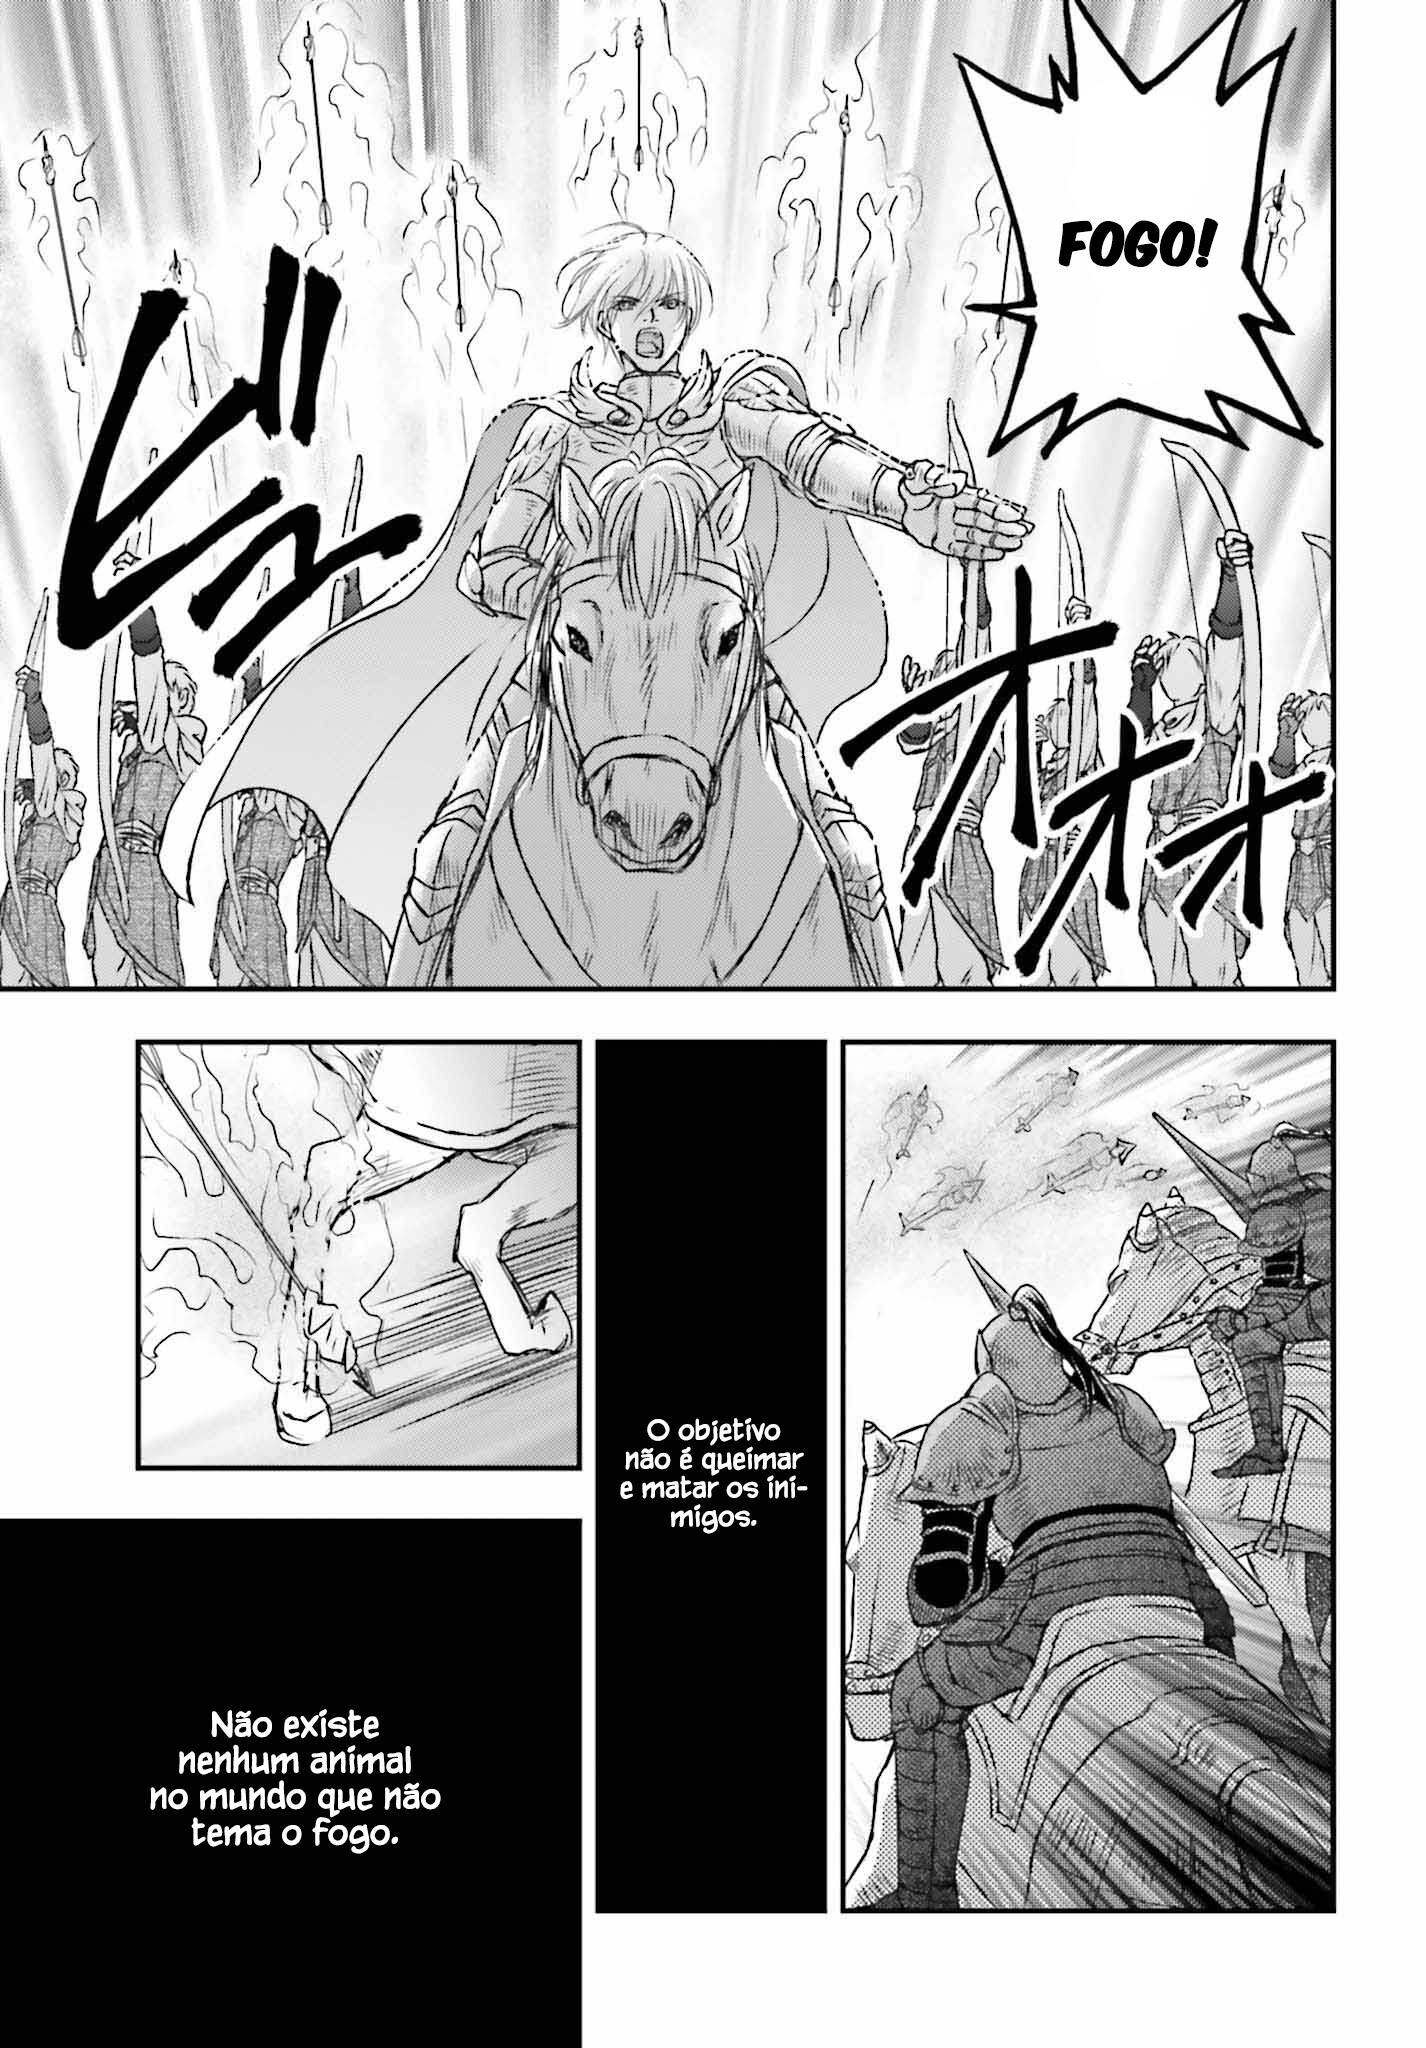 FOGO!
ビュ
オオオ
O objetivo
não é queimar
e matar os ini-
migos.
Não existe
nenhum animal
no mundo que não
tema o fogo.